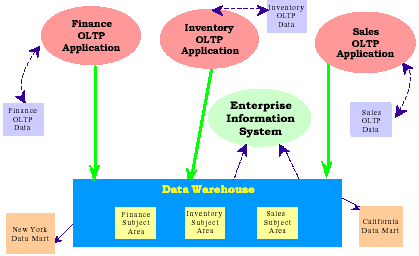 Finance
OLTP
Application
Inventory
OLTP
Application
Inventory
OLTP
Data
Sales
OLTP
Application
Finance
OLTP
Data
Enterprise
Information
System
Sales
OLTP
Data
Data Warehouse
Finance
Subject
Area
Inventory
Subject
Area
Sales
Subject
Area
New York
Data Mart
California
Data Mart